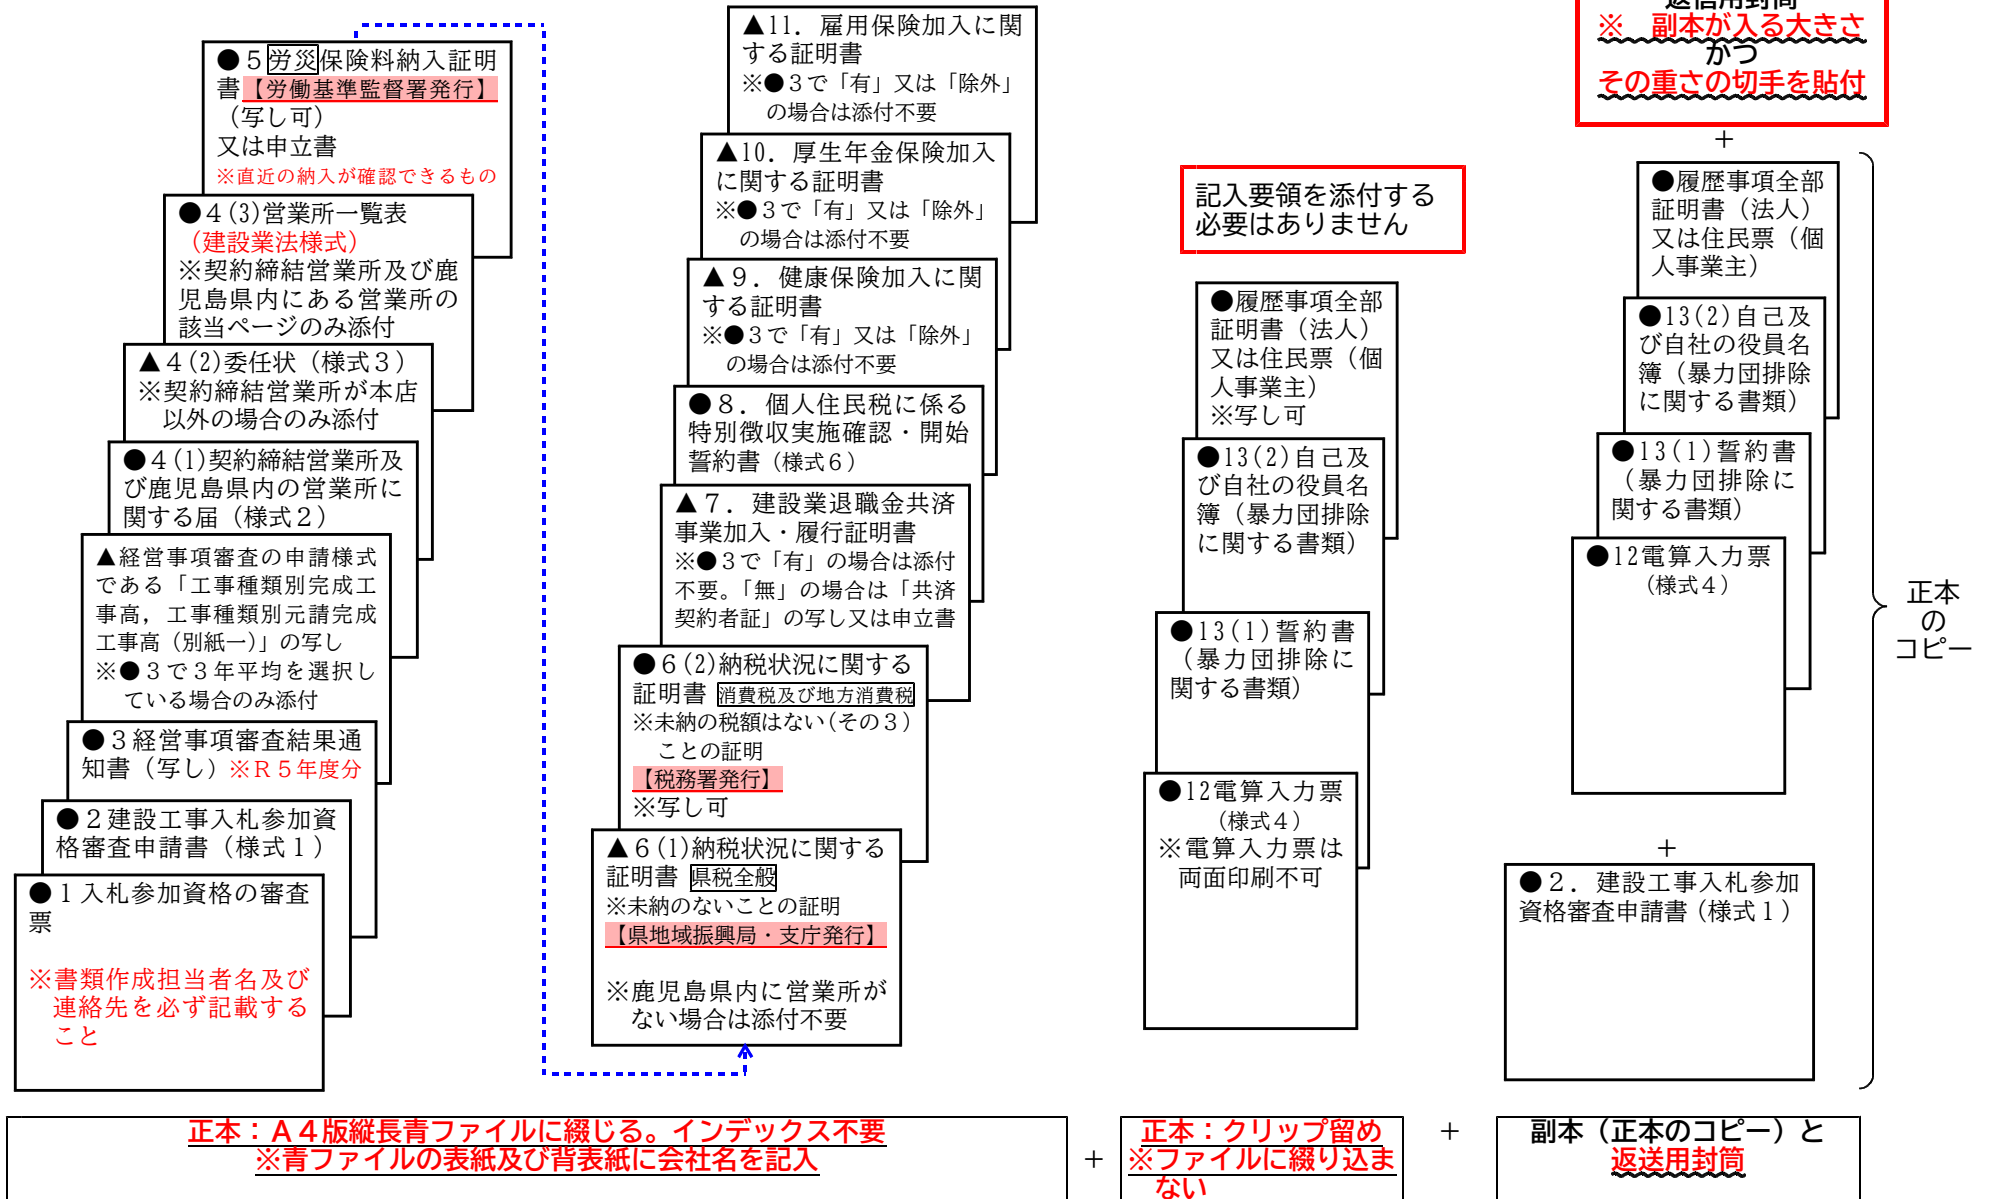 ●５労災保険料納入証明
書【労働基準監督署発行】
（写し可）
又は申立書
※直近の納入が確認できるもの
●４(3)営業所一覧表
（建設業法様式）
※契約締結営業所及び鹿
児島県内にある営業所の
該当ページのみ添付
▲４(2)委任状（様式３）
※契約締結営業所が本店
以外の場合のみ添付
●４(1)契約締結営業所及
び鹿児島県内の営業所に
関する届（様式２）
▲経営事項審査の申請様式
である「工事種類別完成工
事高，工事種類別元請完成
工事高（別紙一）」の写し
※●３で３年平均を選択し
ている場合のみ添付
●３経営事項審査結果通
知書（写し）※Ｒ５年度分
●２建設工事入札参加資
格審査申請書（様式１）
●１入札参加資格の審査
票
※書類作成担当者名及び
連絡先を必ず記載する
こと
▲11．雇用保険加入に関
する証明書
※●３で「有」又は「除外」
の場合は添付不要
▲10．厚生年金保険加入
に関する証明書
※●３で「有」又は「除外」
の場合は添付不要
▲９．健康保険加入に関
する証明書
※●３で「有」又は「除外」
の場合は添付不要
●８．個人住民税に係る
特別徴収実施確認・開始
誓約書（様式６）
▲７．建設業退職金共済
事業加入・履行証明書
※●３で「有」の場合は添付
不要。「無」の場合は「共済
契約者証」の写し又は申立書
●６(2)納税状況に関する
証明書 消費税及び地方消費税
※未納の税額はない（その３）
ことの証明
【税務署発行】
※写し可
▲６(1)納税状況に関する
証明書 県税全般
※未納のないことの証明
【県地域振興局・支庁発行】
※鹿児島県内に営業所が
ない場合は添付不要
記入要領を添付する
必要はありません
●履歴事項全部
証明書（法人）
又は住民票（個
人事業主）
※写し可
●13(2)自己及
び自社の役員名
簿（暴力団排除
に関する書類）
●13(1)誓約書
（暴力団排除に
関する書類）
●12電算入力票
（様式４）
※電算入力票は
両面印刷不可
返信用封筒
※　副本が入る大きさ
かつ
その重さの切手を貼付
＋
●履歴事項全部
証明書（法人）
又は住民票（個
人事業主）
●13(2)自己及
び自社の役員名
簿（暴力団排除
に関する書類）
●13(1)誓約書
（暴力団排除に
関する書類）
●12電算入力票
（様式４）
＋
●２．建設工事入札参加
資格審査申請書（様式１）
正本
の
コピー
正本：Ａ４版縦長青ファイルに綴じる。インデックス不要
※青ファイルの表紙及び背表紙に会社名を記入
＋
正本：クリップ留め
※ファイルに綴り込ま
ない
＋
副本（正本のコピー）と
返送用封筒